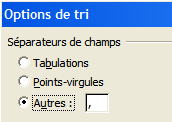 Options de tri
Séparateurs de champs
Tabulations
Points-virgules
Autres : ,